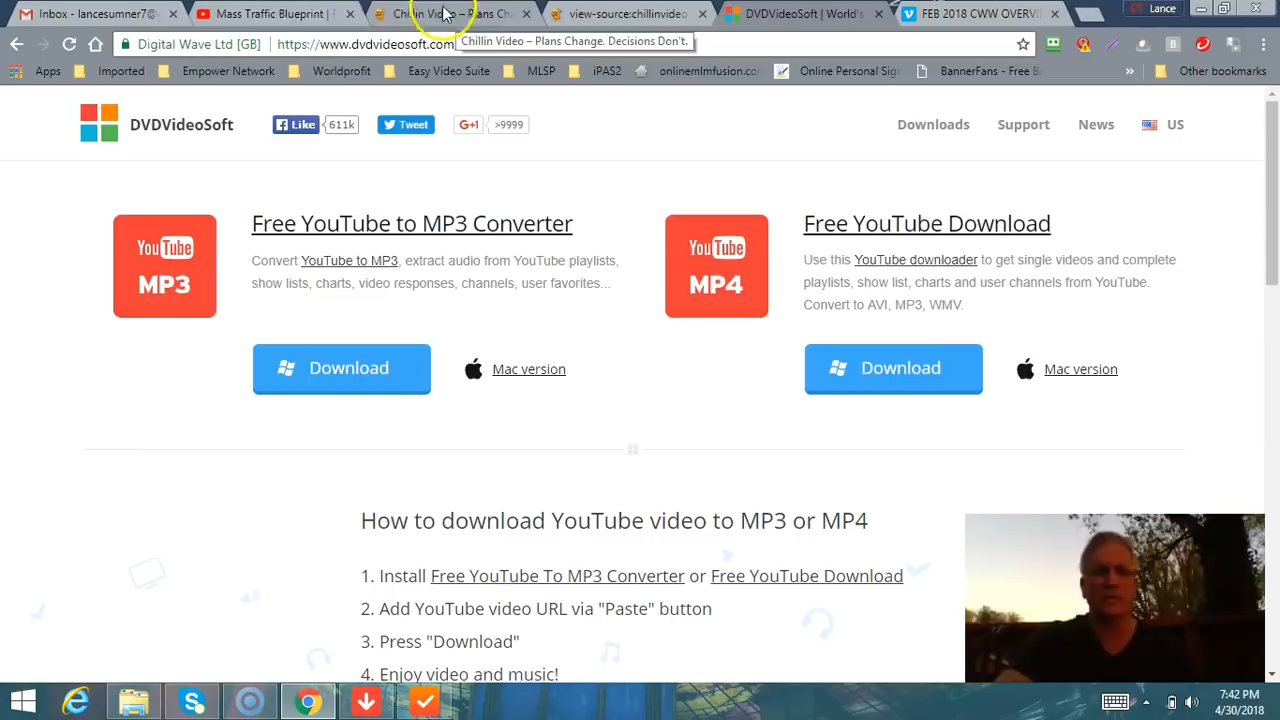 Inbox - lancesumner7@g
Mass Traffic Blueprint |
Chillin Video – Plans Cha
view-source:chillinvideo
DVDVideoSoft | World's
FEB 2018 CWW OVERVI
Lance
Digital Wave Ltd [GB]
https://www.dvdvideosoft.com
Chillin Video – Plans Change. Decisions Don't.
Apps
Imported
Empower Network
Worldprofit
Easy Video Suite
MLSP
iPAS2
onlinemlmfusion.co
Online Personal Sign
BannerFans - Free B
»
Other bookmarks
DVDVideoSoft
Like
611k
Tweet
G+1
>9999
Downloads
Support
News
US
YouTube
MP3
Free YouTube to MP3 Converter
Convert YouTube to MP3, extract audio from YouTube playlists,
show lists, charts, video responses, channels, user favorites...
Download
Mac version
YouTube
MP4
Free YouTube Download
Use this YouTube downloader to get single videos and complete
playlists, show list, charts and user channels from YouTube.
Convert to AVI, MP3, WMV.
Download
Mac version
How to download YouTube video to MP3 or MP4
1. Install Free YouTube To MP3 Converter or Free YouTube Download
2. Add YouTube video URL via "Paste" button
3. Press "Download"
4. Enjoy video and music!
7:42 PM
4/30/2018